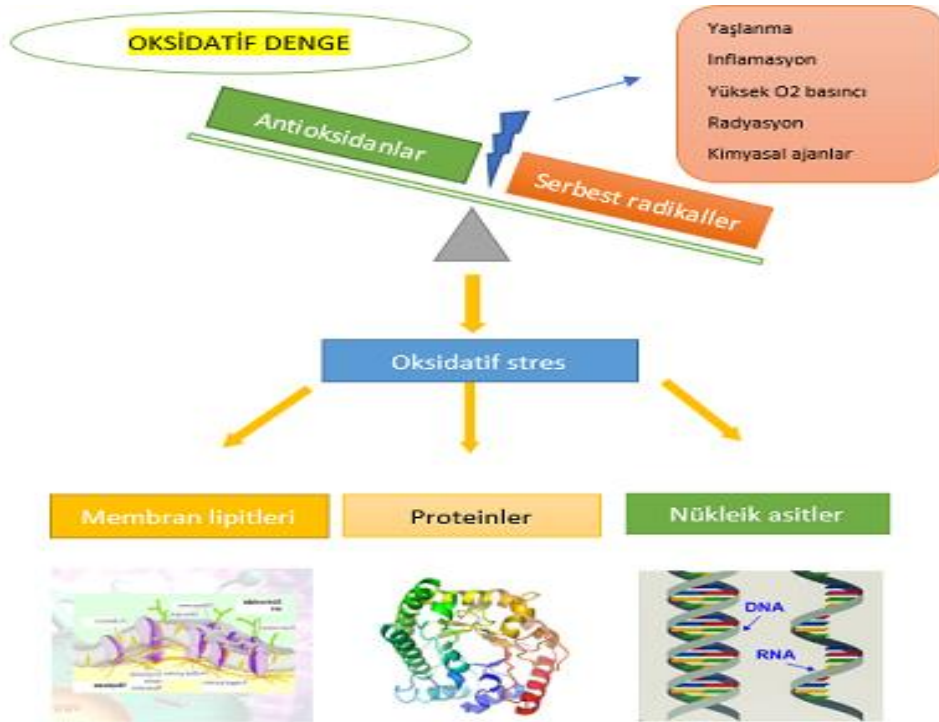 OKSİDATİF DENGE
Yaşlanma
Inflamasyon
Yüksek O2 basıncı
Radyasyon
Kimyasal ajanlar
Antioksidanlar
Serbest radikaller
Oksidatif stres
Membran lipitleri
Proteinler
Nükleik asitler
DNA
RNA